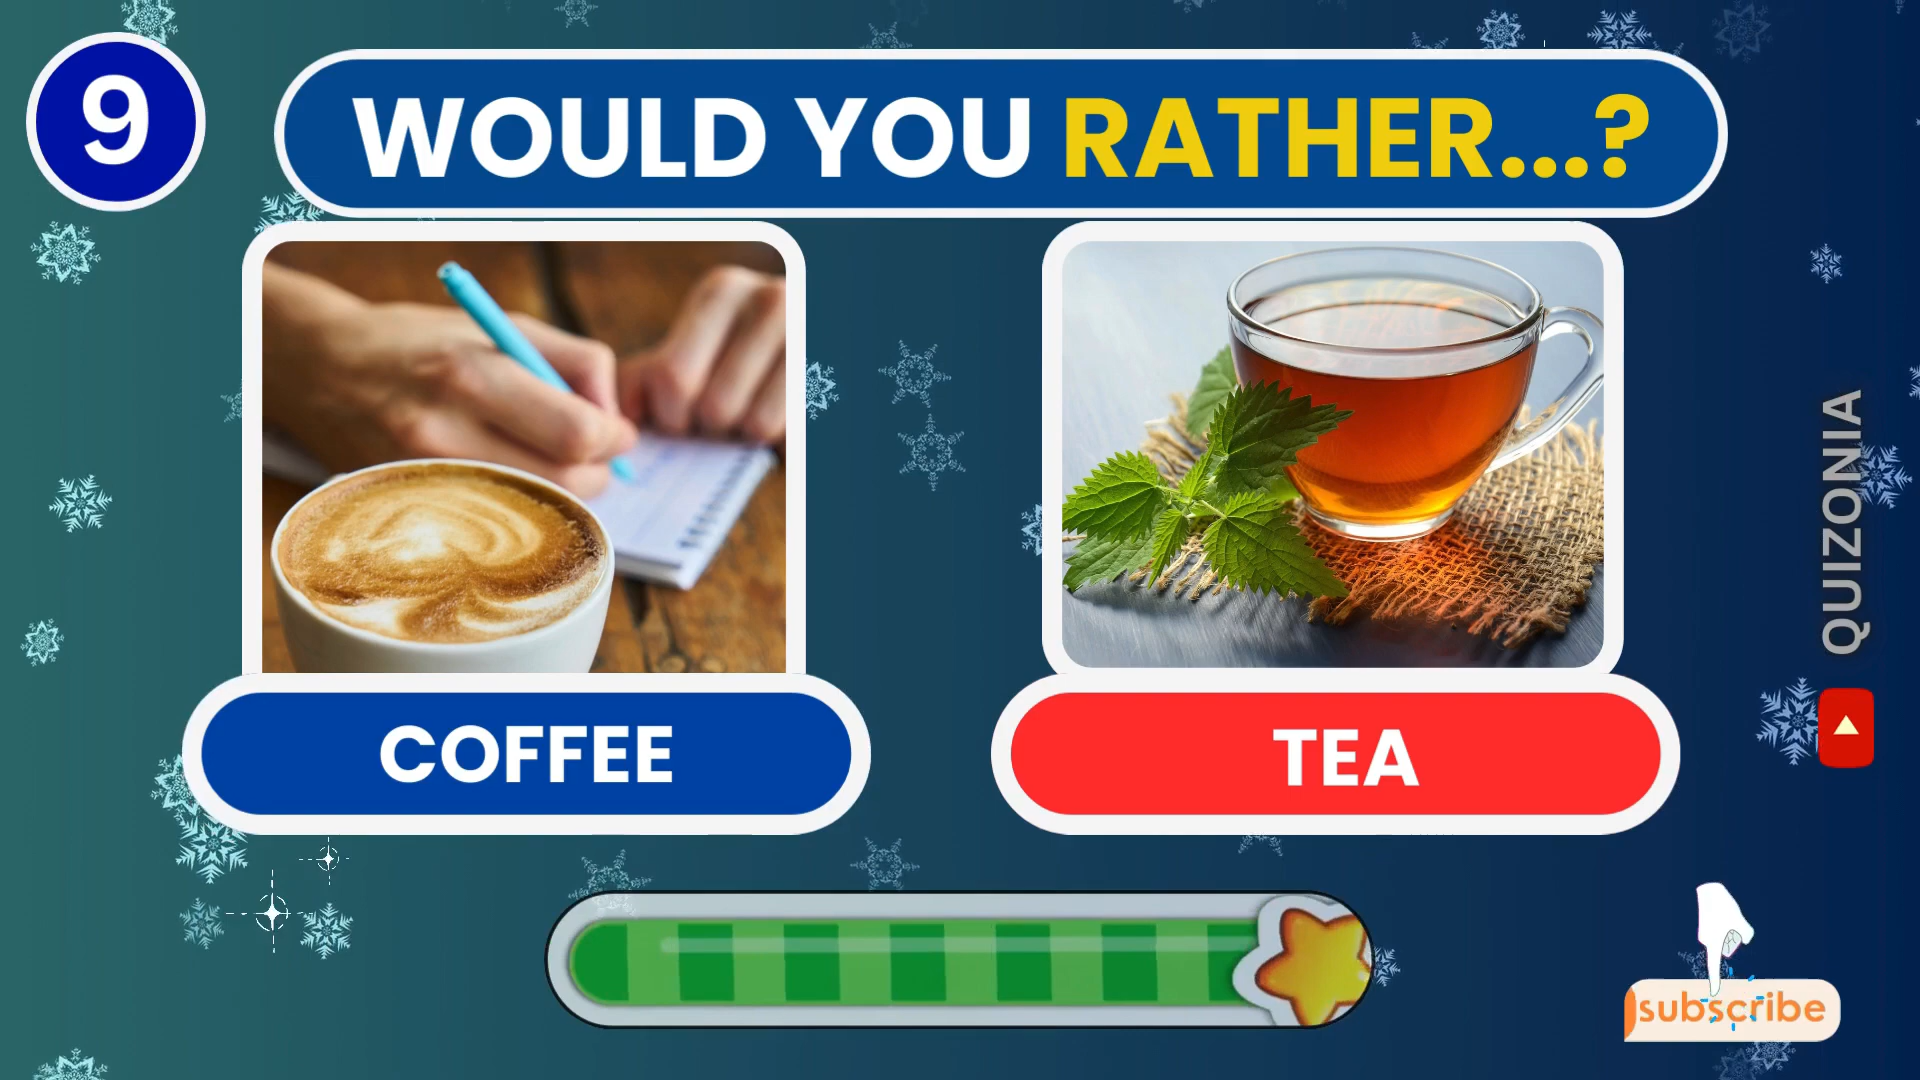 9
WOULD YOU RATHER...?
COFFEE
TEA
QUIZONIA
subscribe